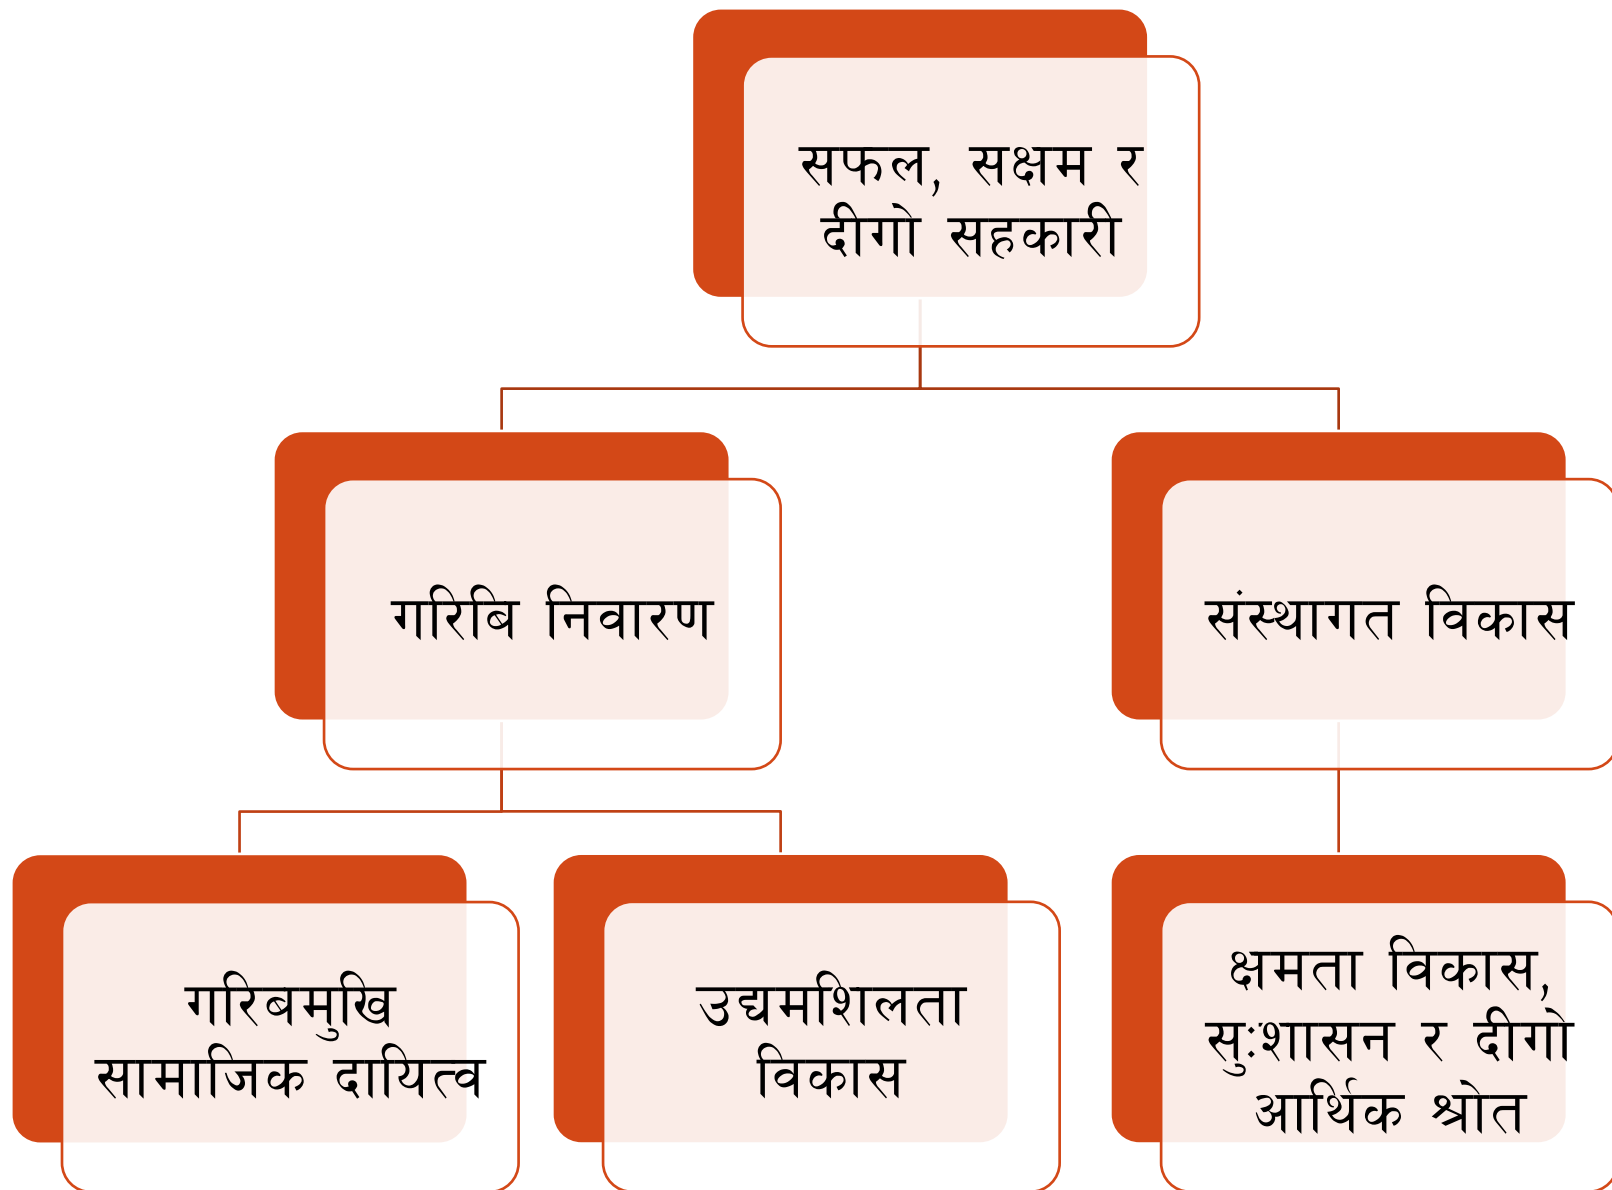 सफल, सक्षम र
दीगो सहकारी
गरिबि निवारण
संस्थागत विकास
गरिबमुखि
सामाजिक दायित्व
उद्यमशिलता
विकास
क्षमता विकास,
सु:शासन र दीगो
आर्थिक श्रोत